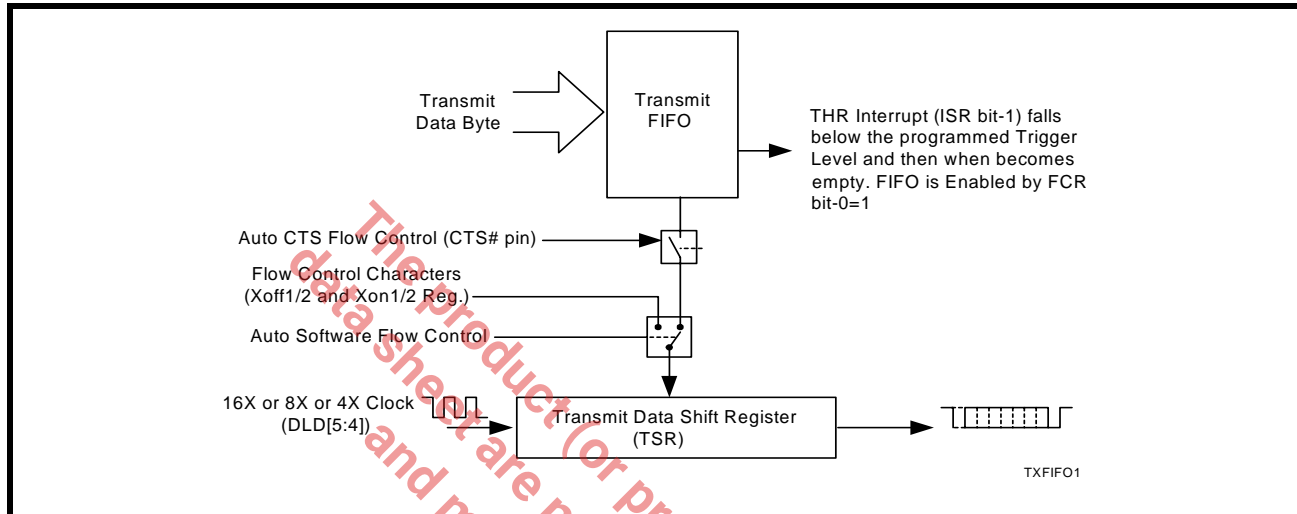 Transmit
Data Byte
Transmit
FIFO
THR Interrupt (ISR bit-1) falls
below the programmed Trigger
Level and then when becomes
empty. FIFO is Enabled by FCR
bit-0=1
Auto CTS Flow Control (CTS# pin)
Flow Control Characters
(Xoff1/2 and Xon1/2 Reg.)
Auto Software Flow Control
16X or 8X or 4X Clock
(DLD[5:4])
Transmit Data Shift Register
(TSR)
TXFIFO1
The product (or pr
data sheet are
and